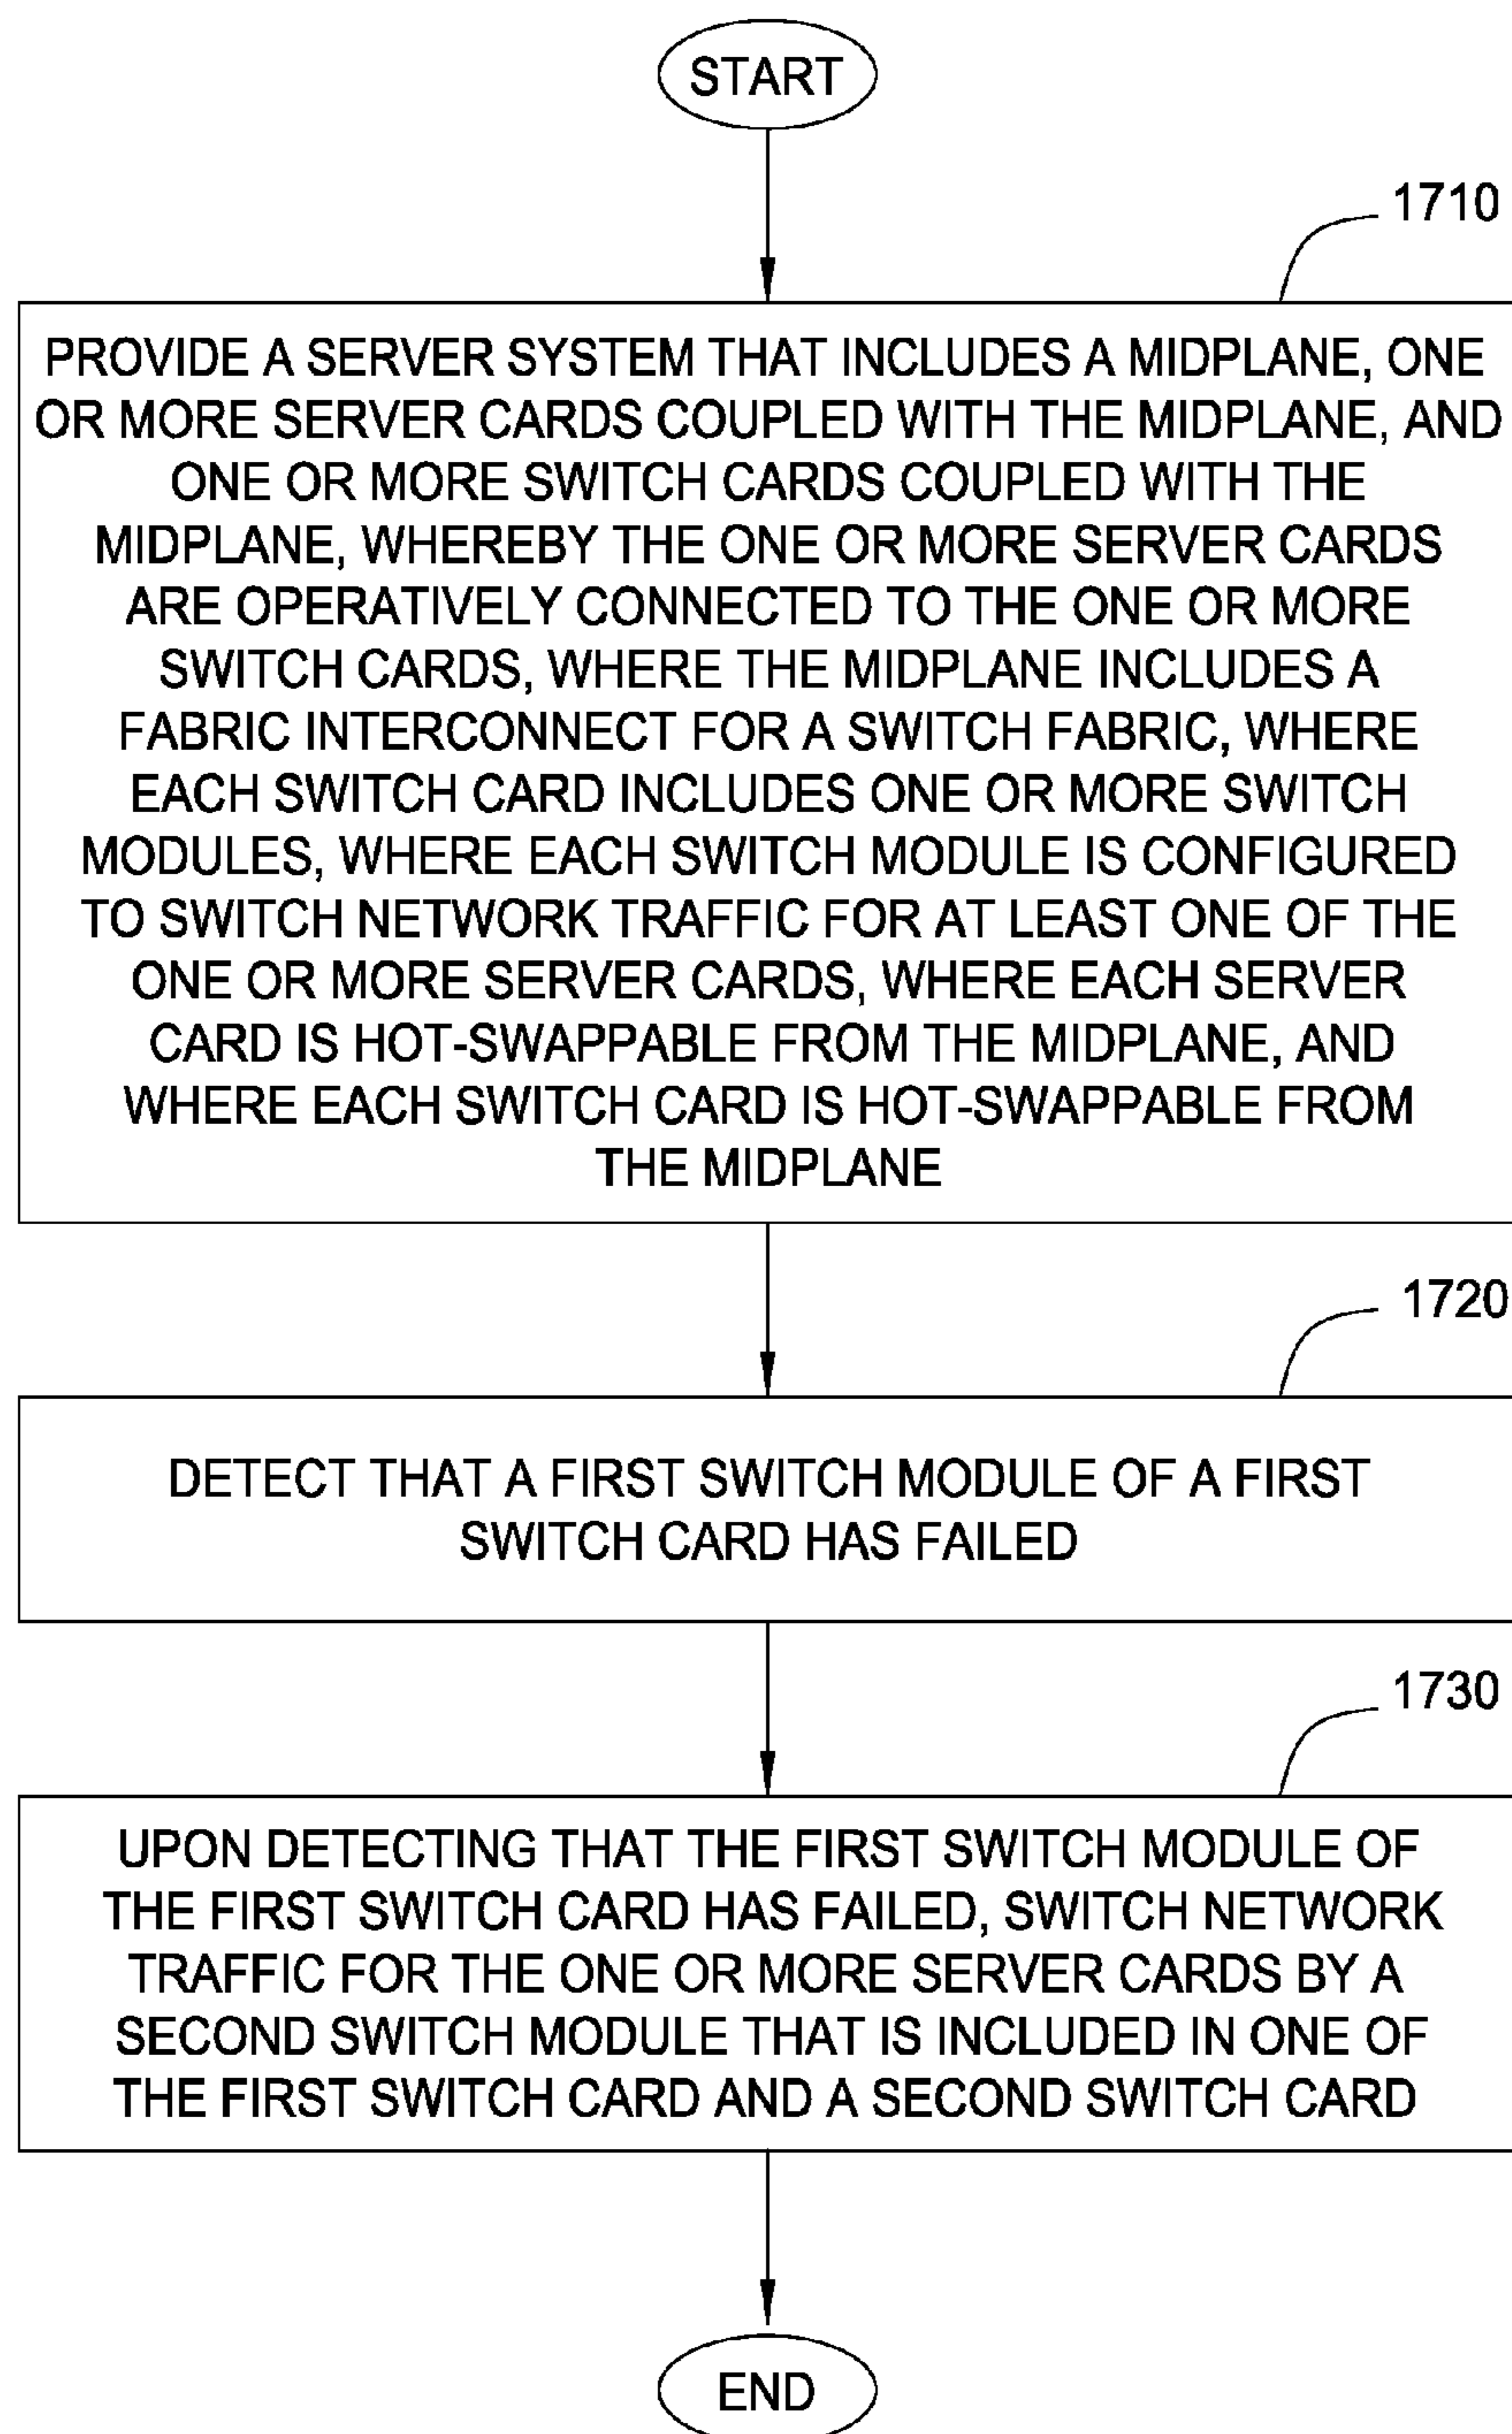 START
1710
PROVIDE A SERVER SYSTEM THAT INCLUDES A MIDPLANE, ONE
OR MORE SERVER CARDS COUPLED WITH THE MIDPLANE, AND
ONE OR MORE SWITCH CARDS COUPLED WITH THE
MIDPLANE, WHEREBY THE ONE OR MORE SERVER CARDS
ARE OPERATIVELY CONNECTED TO THE ONE OR MORE
SWITCH CARDS, WHERE THE MIDPLANE INCLUDES A
FABRIC INTERCONNECT FOR A SWITCH FABRIC, WHERE
EACH SWITCH CARD INCLUDES ONE OR MORE SWITCH
MODULES, WHERE EACH SWITCH MODULE IS CONFIGURED
TO SWITCH NETWORK TRAFFIC FOR AT LEAST ONE OF THE
ONE OR MORE SERVER CARDS, WHERE EACH SERVER
CARD IS HOT-SWAPPABLE FROM THE MIDPLANE, AND
WHERE EACH SWITCH CARD IS HOT-SWAPPABLE FROM
THE MIDPLANE
1720
DETECT THAT A FIRST SWITCH MODULE OF A FIRST
SWITCH CARD HAS FAILED
1730
UPON DETECTING THAT THE FIRST SWITCH MODULE OF
THE FIRST SWITCH CARD HAS FAILED, SWITCH NETWORK
TRAFFIC FOR THE ONE OR MORE SERVER CARDS BY A
SECOND SWITCH MODULE THAT IS INCLUDED IN ONE OF
THE FIRST SWITCH CARD AND A SECOND SWITCH CARD
END